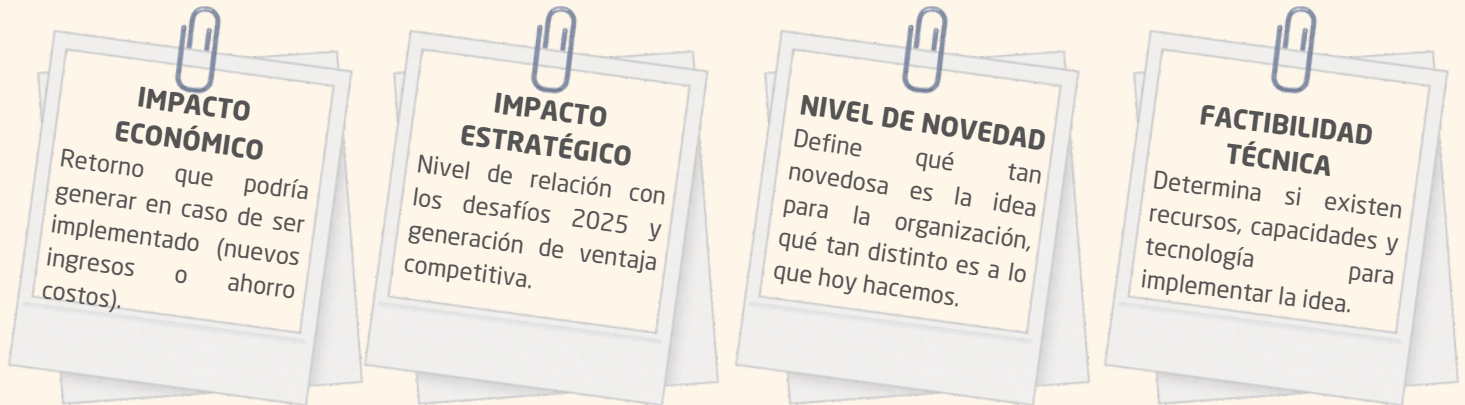 IMPACTO
ECONÓMICO
Retorno que podría
generar en caso de ser
implementado (nuevos
ingresos o ahorro
costos).
IMPACTO
ESTRATÉGICO
Nivel de relación con
los desafíos 2025 y
generación de ventaja
competitiva.
NIVEL DE NOVEDAD
Define qué tan
novedosa es la idea
para la organización,
qué tan distinto es a lo
que hoy hacemos.
FACTIBILIDAD
TÉCNICA
Determina si existen
recursos, capacidades y
tecnología para
implementar la idea.